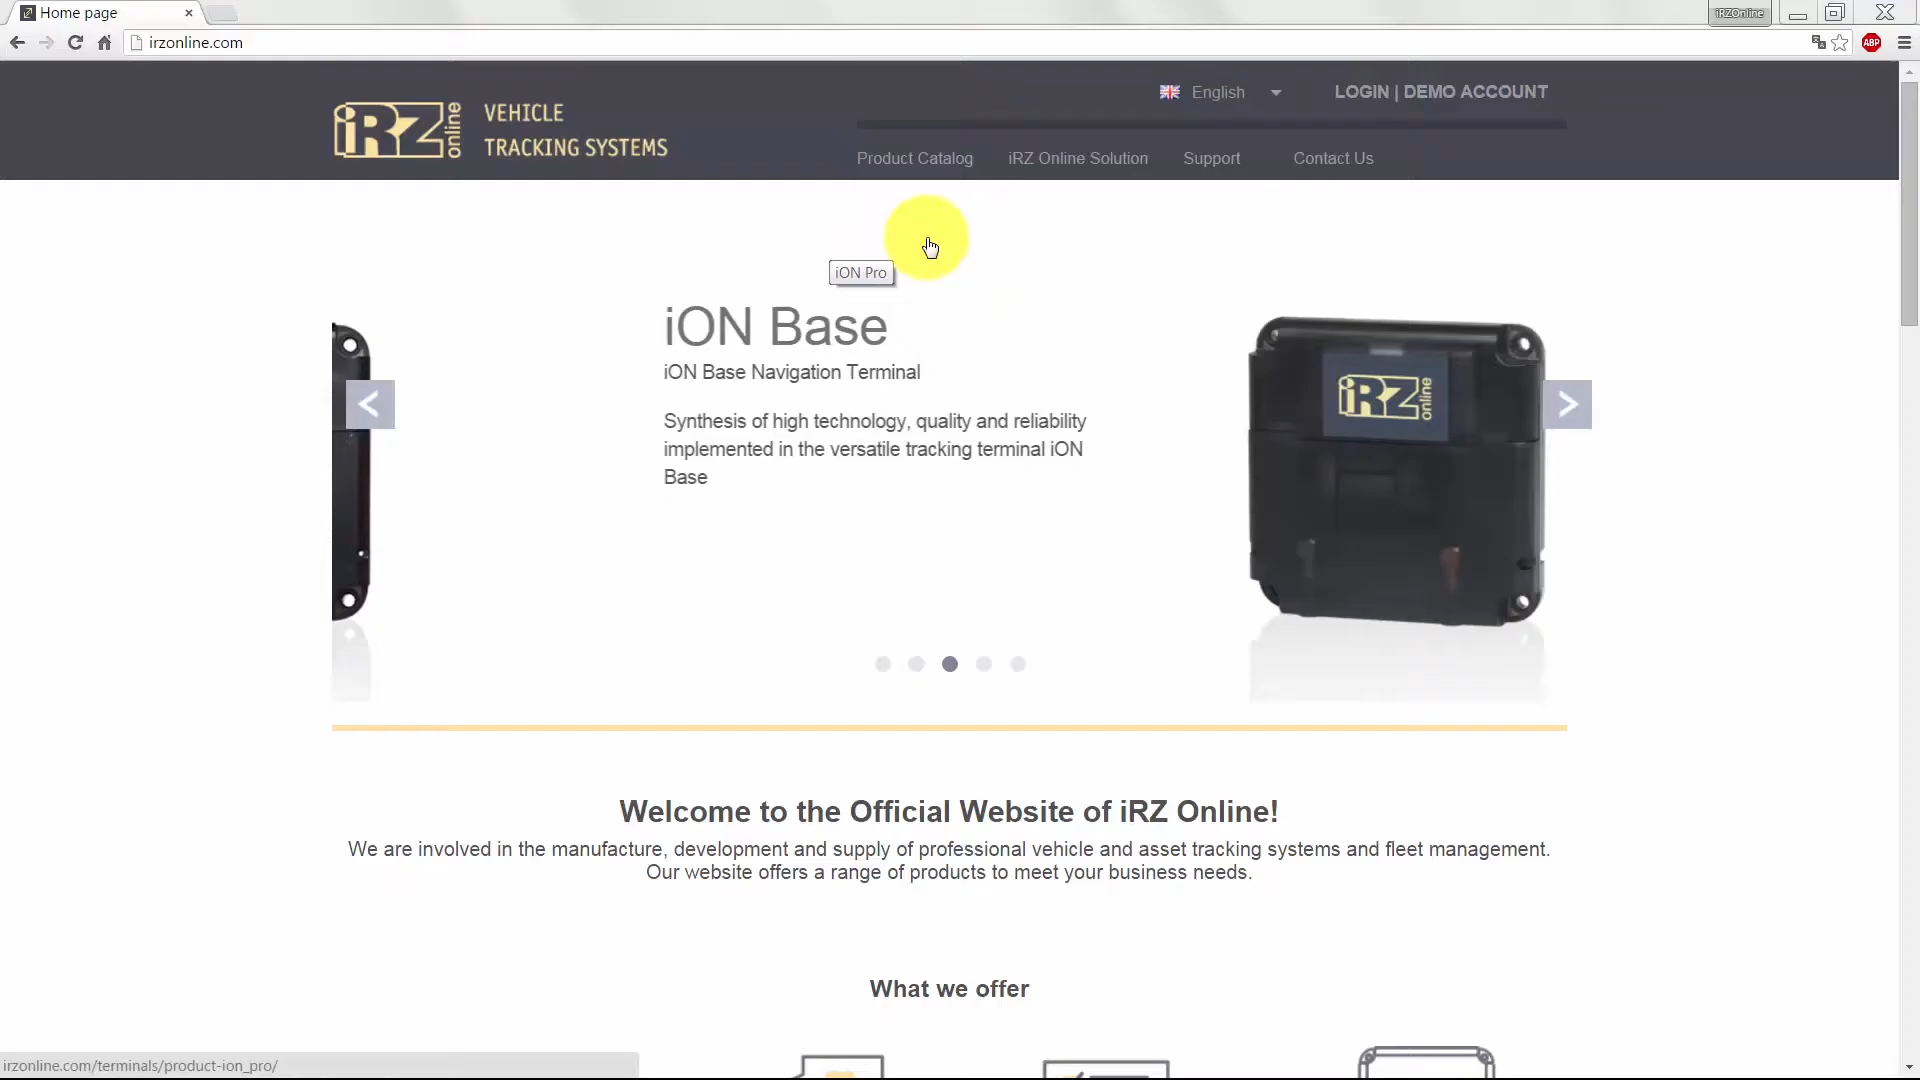 Home page
iRZOnline
irzonline.com
ABP
English
LOGIN | DEMO ACCOUNT
iRZ online
VEHICLE
TRACKING SYSTEMS
Product Catalog
iRZ Online Solution
Support
Contact Us
iON Pro
iON Base
iON Base Navigation Terminal
Synthesis of high technology, quality and reliability
implemented in the versatile tracking terminal iON
Base
iRZ online
Welcome to the Official Website of iRZ Online!
We are involved in the manufacture, development and supply of professional vehicle and asset tracking systems and fleet management.
Our website offers a range of products to meet your business needs.
What we offer
irzonline.com/terminals/product-ion_pro/